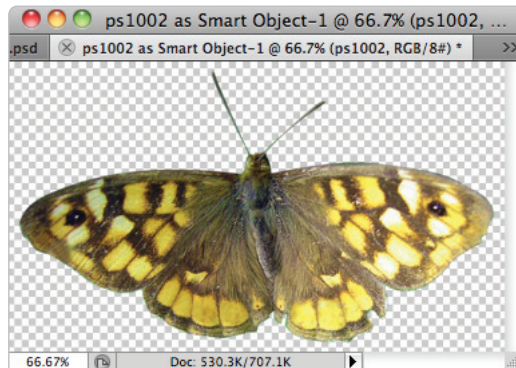 ps1002 as Smart Object-1 @ 66.7% (ps1002, ...
.psd ps1002 as Smart Object-1 @ 66.7% (ps1002, RGB/8#) * >>
66.67% Doc: 530.3K/707.1K